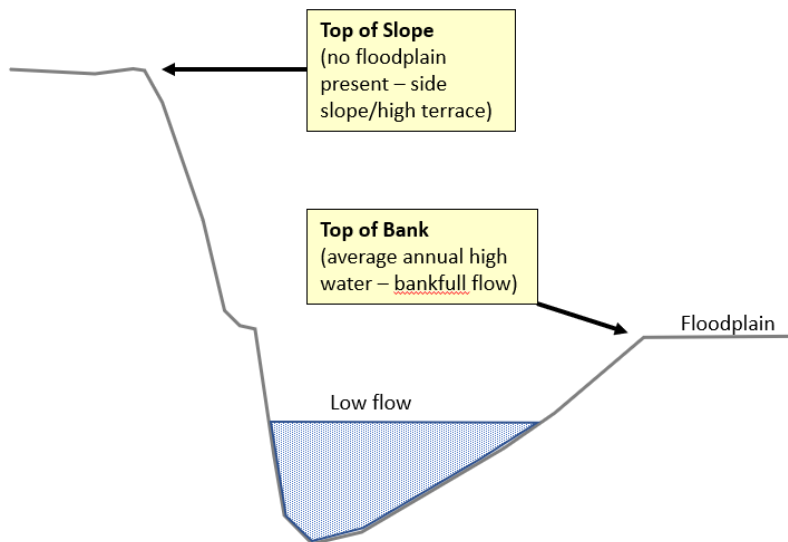 Top of Slope
(no floodplain
present – side
slope/high terrace)
Top of Bank
(average annual high
water – bankfull flow)
Floodplain
Low flow